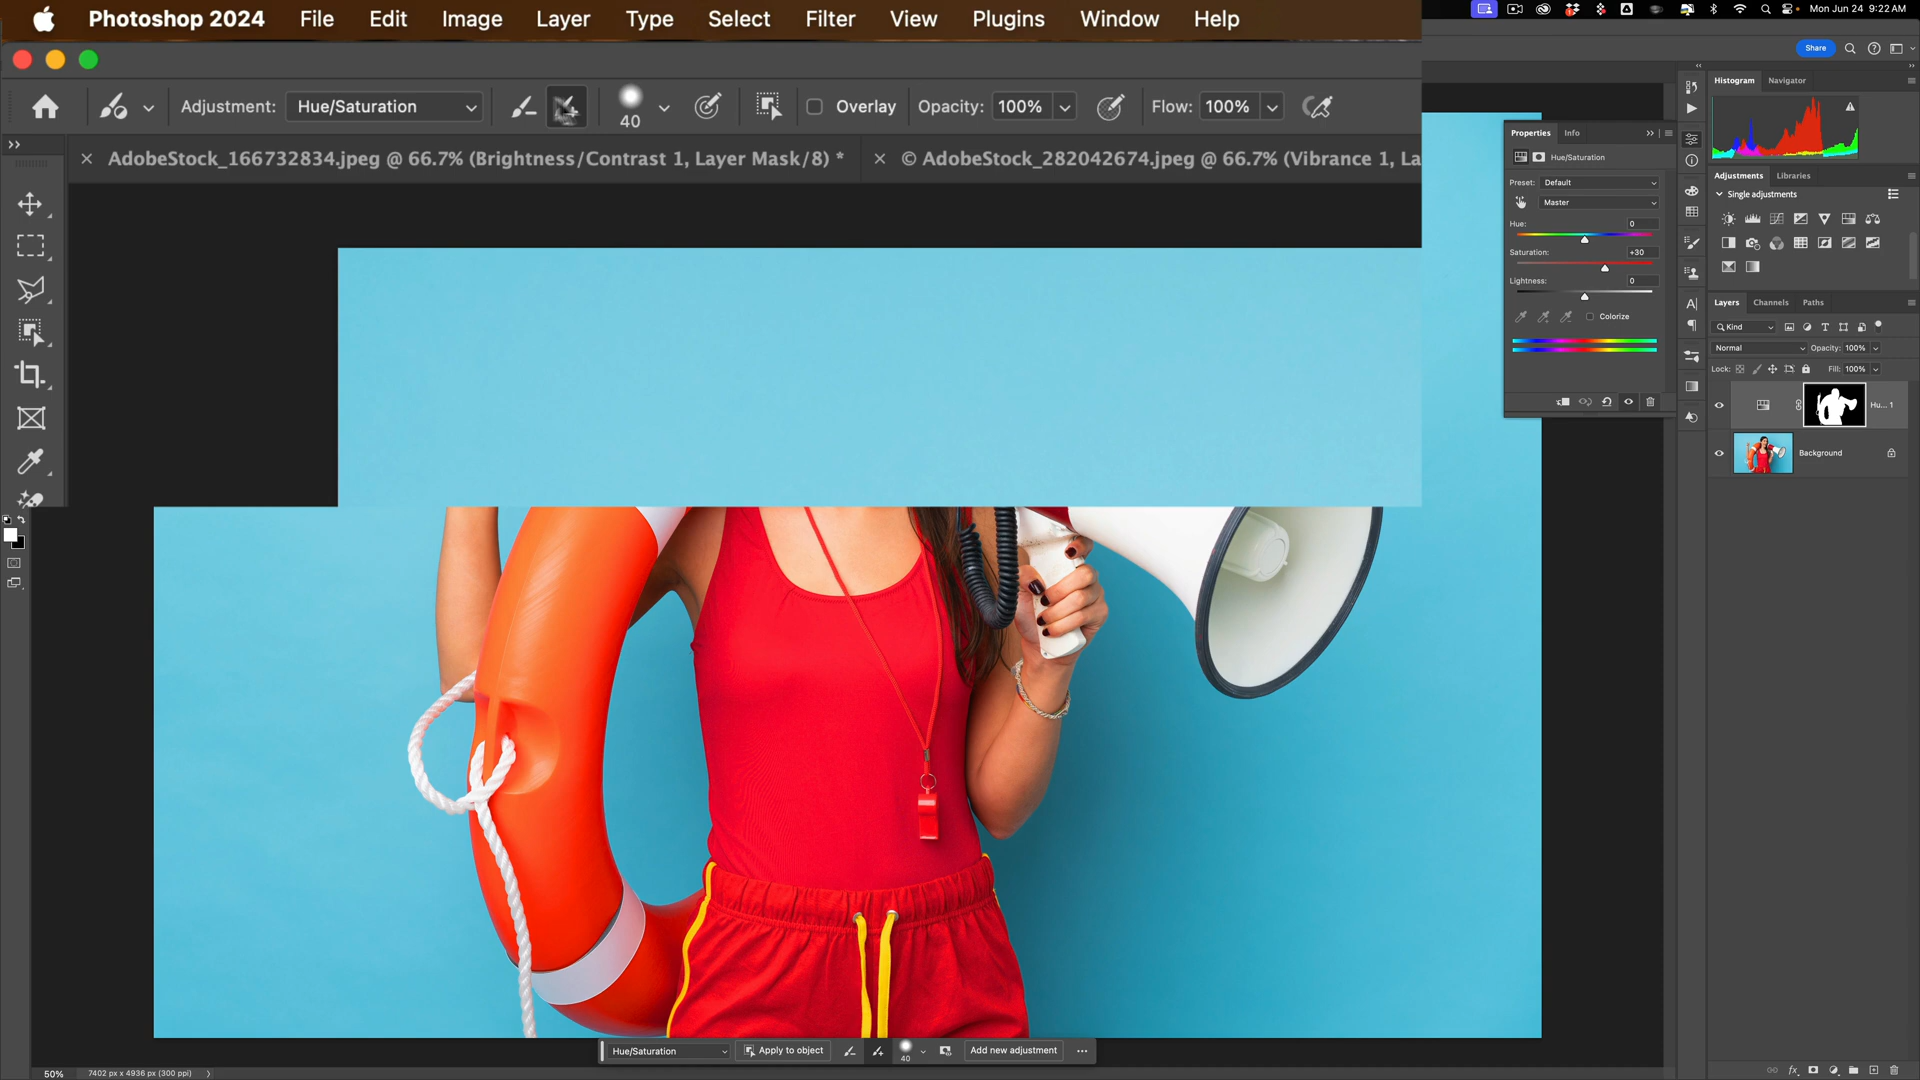 Photoshop 2024 File Edit Image Layer Type Select Filter View Plugins Window Help
Mon Jun 24 9:22 AM
Share
Adjustment: Hue/Saturation 40 Overlay Opacity: 100% Flow: 100%
AdobeStock_166732834.jpeg @ 66.7% (Brightness/Contrast 1, Layer Mask/8) *
© AdobeStock_282042674.jpeg @ 66.7% (Vibrance 1, La
Properties Info
Hue/Saturation
Preset: Default
Master
Hue: 0
Saturation: +30
Lightness: 0
Colorize
Histogram Navigator
Adjustments Libraries
Single adjustments
Layers Channels Paths
Kind
Normal Opacity: 100%
Lock: Fill: 100%
Hu... 1
Background
Hue/Saturation Apply to object 40 Add new adjustment
50% 7402 px x 4936 px (300 ppi)